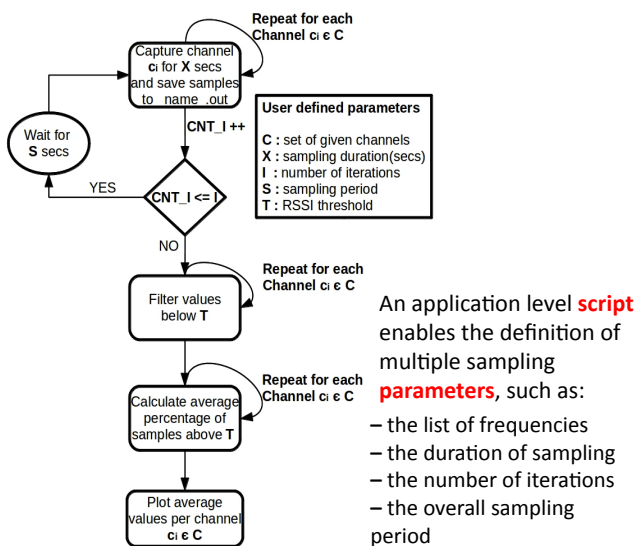 Repeat for each
Channel ci ϵ C
Capture channel
ci for X secs
and save samples
to _name_.out
CNT_I ++
User defined parameters
C : set of given channels
X : sampling duration(secs)
I : number of iterations
S : sampling period
T : RSSI threshold
Wait for
S secs
YES
CNT_I <= I
NO
Repeat for each
Channel ci ϵ C
Filter values
below T
Repeat for each
Channel ci ϵ C
Calculate average
percentage of
samples above T
Plot average
values per channel
ci ϵ C
An application level script
enables the definition of
multiple sampling
parameters, such as:
– the list of frequencies
– the duration of sampling
– the number of iterations
– the overall sampling
period